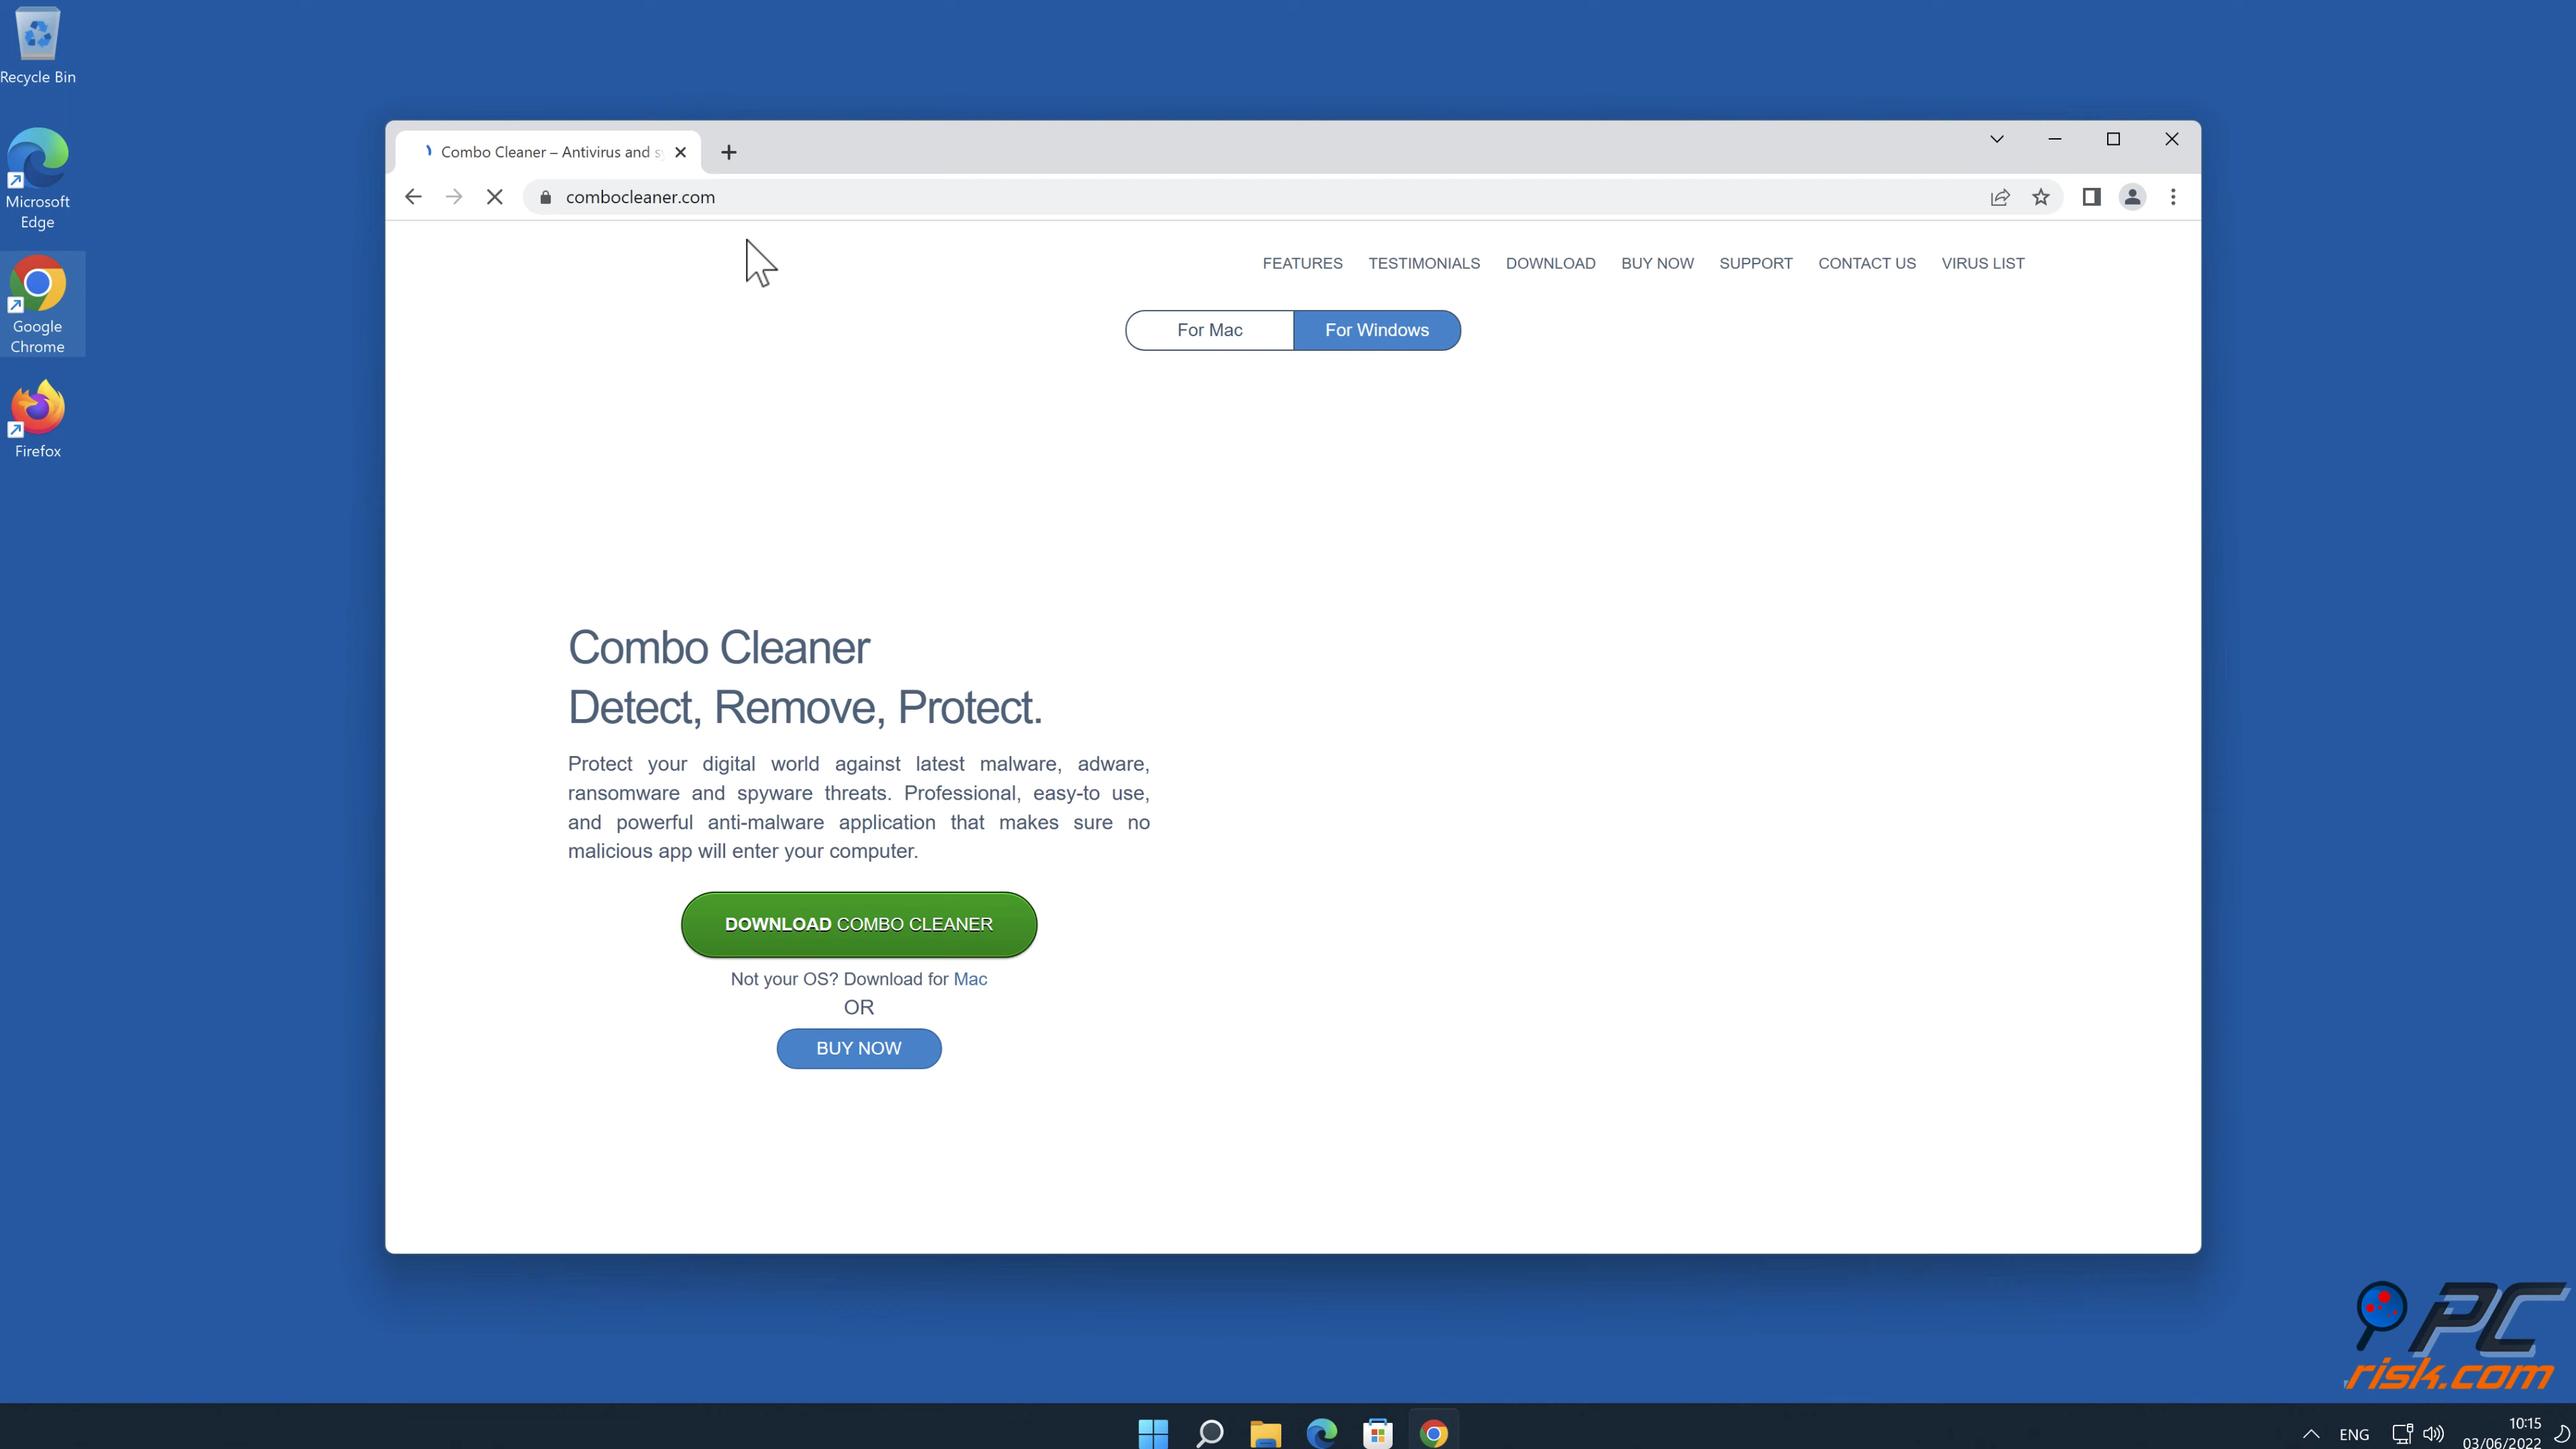 Recycle Bin
Microsoft
Edge
Google
Chrome
Firefox
Combo Cleaner – Antivirus and s
combocleaner.com
FEATURES TESTIMONIALS DOWNLOAD BUY NOW SUPPORT CONTACT US VIRUS LIST
For Mac For Windows
Combo Cleaner
Detect, Remove, Protect.
Protect your digital world against latest malware, adware,
ransomware and spyware threats. Professional, easy-to use,
and powerful anti-malware application that makes sure no
malicious app will enter your computer.
DOWNLOAD COMBO CLEANER
Not your OS? Download for Mac
OR
BUY NOW
PC
risk.com
ENG
10:15
03/06/2022